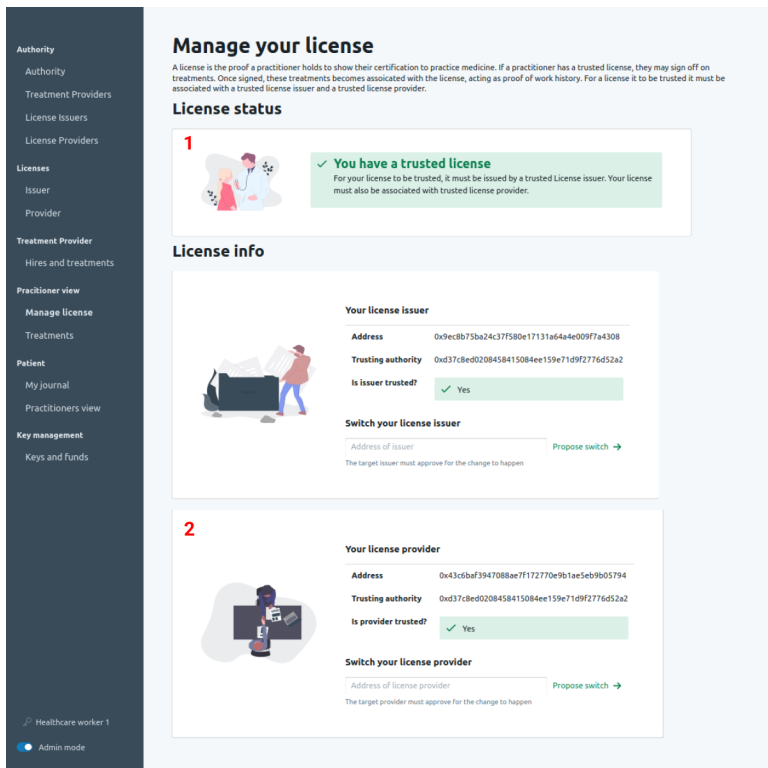 Authority
Authority
Treatment Providers
License Issuers
License Providers
Licenses
Issuer
Provider
Treatment Provider
Hires and treatments
Pracitioner view
Manage license
Treatments
Patient
My journal
Practitioners view
Key management
Keys and funds
Healthcare worker 1
Admin mode
Manage your license
A license is the proof a practitioner holds to show their certification to practice medicine. If a practitioner has a trusted license, they may sign off on
treatments. Once signed, these treatments becomes assoicated with the license, acting as proof of work history. For a license it to be trusted it must be
associated with a trusted license issuer and a trusted license provider.
License status
1
You have a trusted license
For your license to be trusted, it must be issued by a trusted License issuer. Your license
must also be associated with trusted license provider.
License info
Your license issuer
Address 0x9ec8b75ba24c37f580e17131a64a4e009f7a4308
Trusting authority 0xd37c8ed0208458415084ee159e71d9f2776d52a2
Is issuer trusted? Yes
Switch your license issuer
Address of issuer Propose switch →
The target issuer must approve for the change to happen
2
Your license provider
Address 0x43c6baf3947088ae7f172770e9b1ae5eb9b05794
Trusting authority 0xd37c8ed0208458415084ee159e71d9f2776d52a2
Is provider trusted? Yes
Switch your license provider
Address of license provider Propose switch →
The target provider must approve for the change to happen